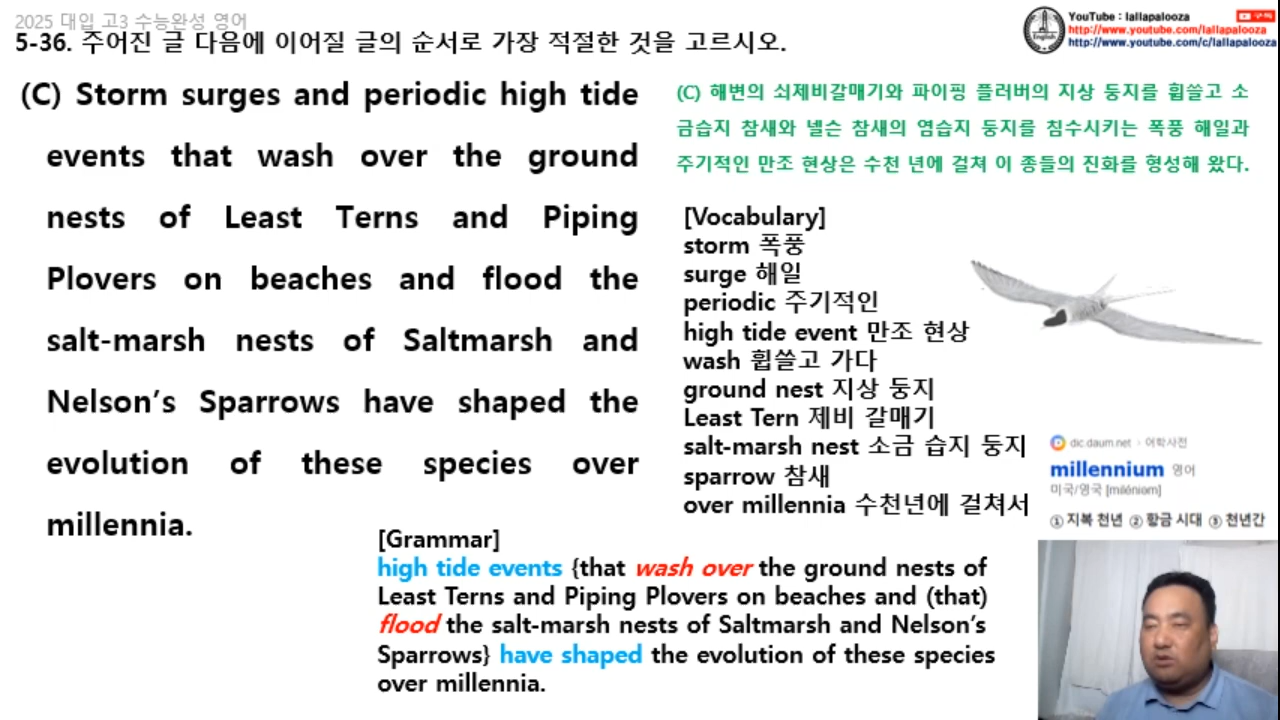 2025 대입 고3 수능완성 영어
5-36. 주어진 글 다음에 이어질 글의 순서로 가장 적절한 것을 고르시오.
YouTube : lallapalooza
구독
http://www.youtube.com/lallapalooza
http://www.youtube.com/c/lallapalooza
English
(C) Storm surges and periodic high tide
events that wash over the ground
nests of Least Terns and Piping
Plovers on beaches and flood the
salt-marsh nests of Saltmarsh and
Nelson’s Sparrows have shaped the
evolution of these species over
millennia.
(C) 해변의 쇠제비갈매기와 파이핑 플러버의 지상 둥지를 휩쓸고 소
금습지 참새와 넬슨 참새의 염습지 둥지를 침수시키는 폭풍 해일과
주기적인 만조 현상은 수천 년에 걸쳐 이 종들의 진화를 형성해 왔다.
[Vocabulary]
storm 폭풍
surge 해일
periodic 주기적인
high tide event 만조 현상
wash 휩쓸고 가다
ground nest 지상 둥지
Least Tern 제비 갈매기
salt-marsh nest 소금 습지 둥지
sparrow 참새
over millennia 수천년에 걸쳐서
dic.daum.net › 어학사전
millennium 영어
미국/영국 [miléniəm]
① 지복 천년 ② 황금 시대 ③ 천년간
[Grammar]
high tide events {that wash over the ground nests of
Least Terns and Piping Plovers on beaches and (that)
flood the salt-marsh nests of Saltmarsh and Nelson’s
Sparrows} have shaped the evolution of these species
over millennia.